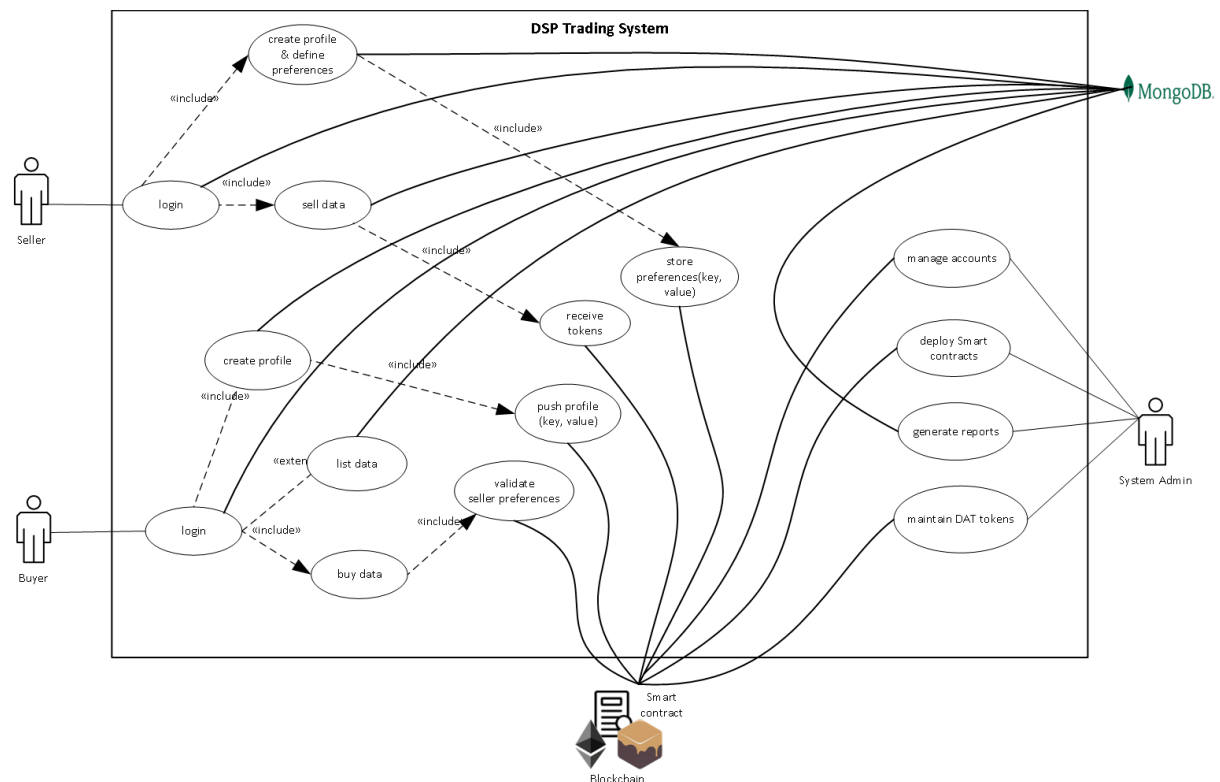 DSP Trading System
create profile
& define
preferences
«include»
«include»
MongoDB.
«include»
login
sell data
Seller
«include»
store
preferences(key,
value)
manage accounts
receive
tokens
deploy Smart
contracts
create profile
«include»
«include»
push profile
(key, value)
generate reports
«exten
list data
System Admin
validate
seller preferences
login
«include»
«include
maintain DAT tokens
Buyer
buy data
Smart
contract
Blockchain